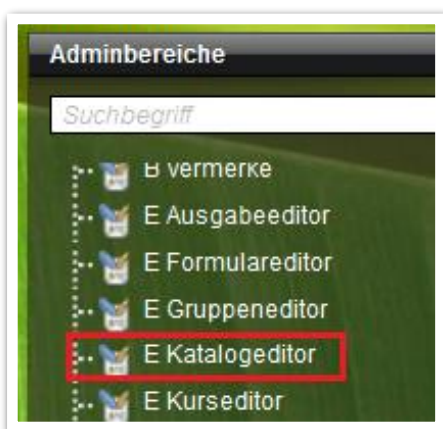 Adminbereiche
Suchbegriff
B Vermerke
E Ausgabeeditor
E Formulareditor
E Gruppeneditor
E Katalogeditor
E Kurseditor